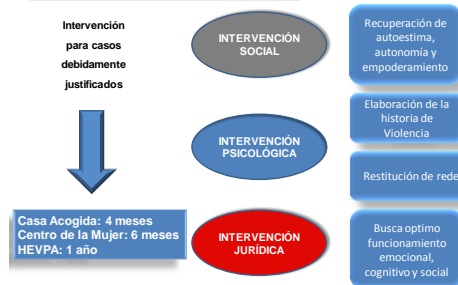 Intervención
para casos
debidamente
justificados
Casa Acogida: 4 meses
Centro de la Mujer: 6 meses
HEVPA: 1 año
INTERVENCIÓN
SOCIAL
INTERVENCIÓN
PSICOLÓGICA
INTERVENCIÓN
JURÍDICA
Recuperación de
autoestima,
autonomía y
empoderamiento
Elaboración de la
historia de
Violencia
Restitución de rede
Busca optimo
funcionamiento
emocional,
cognitivo y social